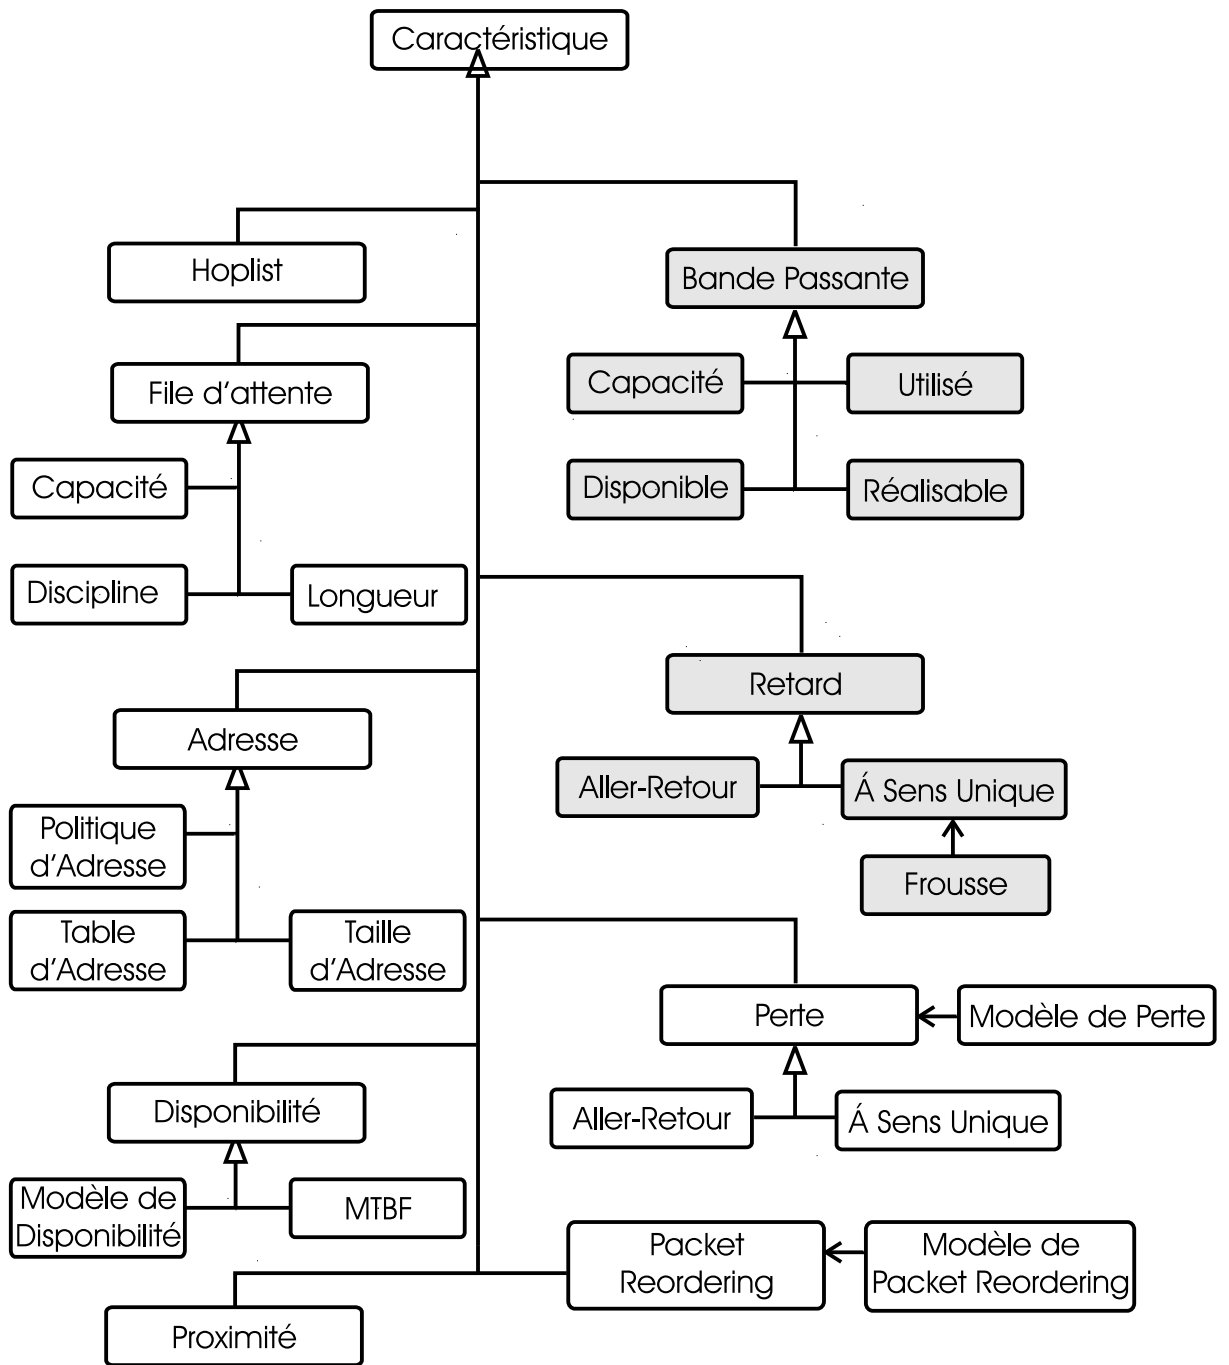 Caractéristique
Hoplist
Bande Passante
File d'attente
Capacité
Utilisé
Capacité
Disponible
Réalisable
Discipline
Longueur
Retard
Adresse
Aller-Retour
Á Sens Unique
Politique
d'Adresse
Frousse
Table
d'Adresse
Taille
d'Adresse
Perte
Modèle de Perte
Disponibilité
Aller-Retour
Á Sens Unique
Modèle de
Disponibilité
MTBF
Packet
Reordering
Modèle de
Packet Reordering
Proximité